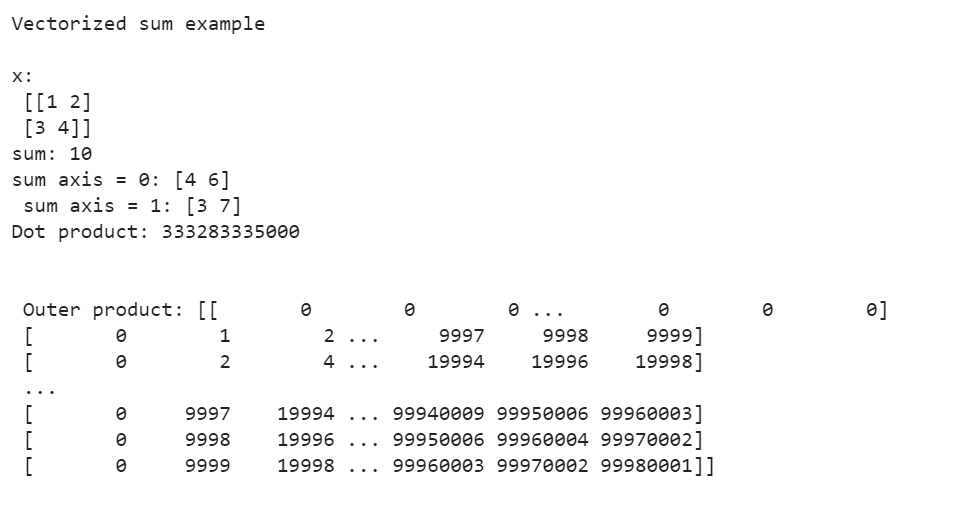 Vectorized sum example

x:
 [[1 2]
 [3 4]]
sum: 10
sum axis = 0: [4 6]
 sum axis = 1: [3 7]
Dot product: 333283335000


 Outer product: [[       0        0        0 ...        0        0        0]
 [       0        1        2 ...     9997     9998     9999]
 [       0        2        4 ...    19994    19996    19998]
 ...
 [       0     9997    19994 ... 99940009 99950006 99960003]
 [       0     9998    19996 ... 99950006 99960004 99970002]
 [       0     9999    19998 ... 99960003 99970002 99980001]]